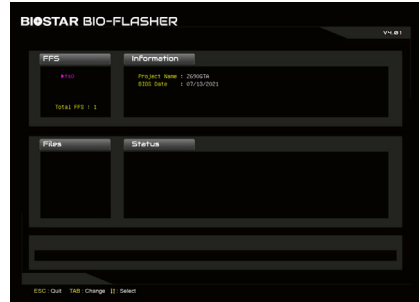 BIOSTAR BIO-FLASHER
V4.01
FFS
Information
Project Name : Z690GTA
BIOS Date : 07/13/2021
Total FFS : 1
Files
Status
ESC : Quit TAB : Change ↕ : Select